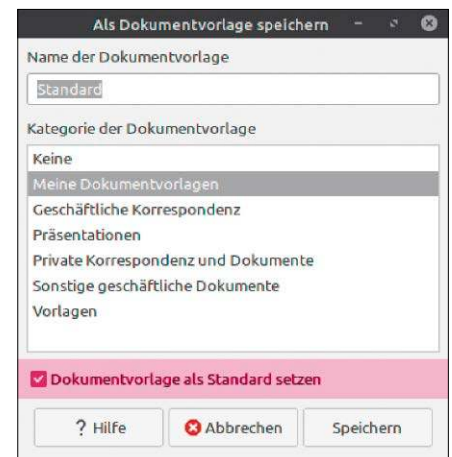 Als Dokumentvorlage speichern
Name der Dokumentvorlage
Standard
Kategorie der Dokumentvorlage
Keine
Meine Dokumentvorlagen
Geschäftliche Korrespondenz
Präsentationen
Private Korrespondenz und Dokumente
Sonstige geschäftliche Dokumente
Vorlagen
Dokumentvorlage als Standard setzen
? Hilfe Abbrechen Speichern